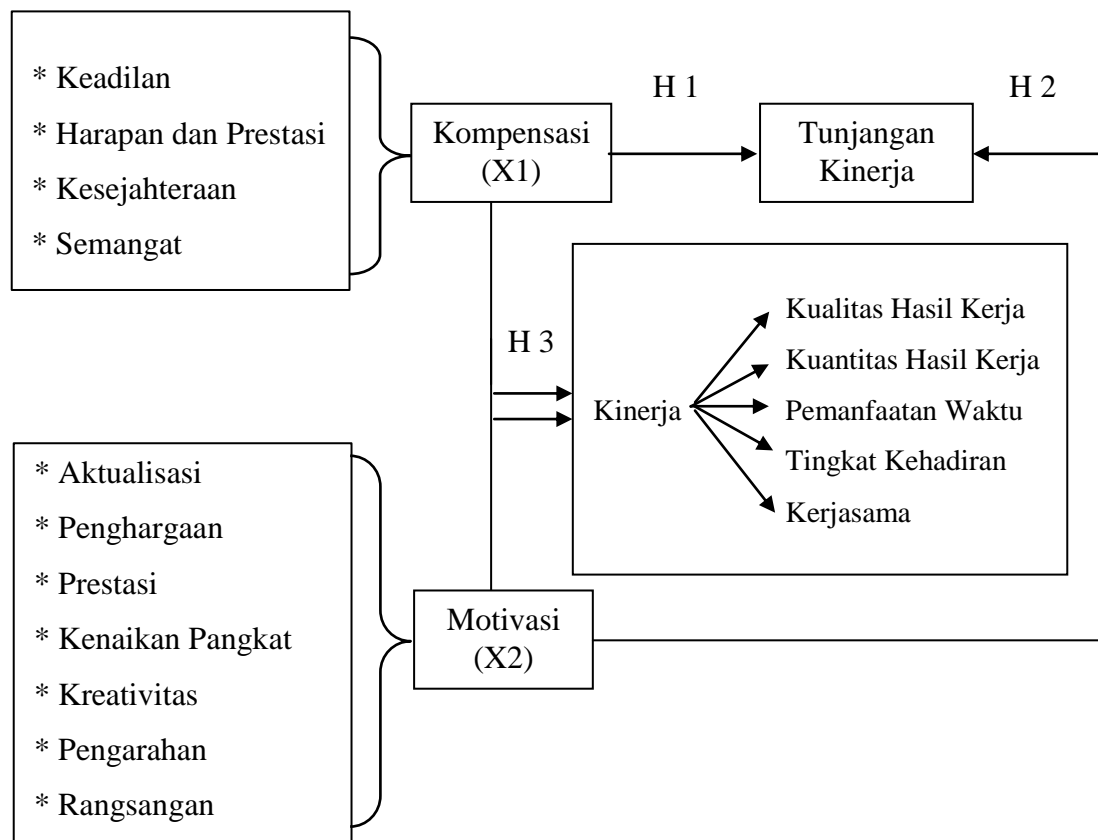 * Keadilan
* Harapan dan Prestasi
* Kesejahteraan
* Semangat
Kompensasi
(X1)
H 1
Tunjangan
Kinerja
H 2
H 3
Kinerja
Kualitas Hasil Kerja
Kuantitas Hasil Kerja
Pemanfaatan Waktu
Tingkat Kehadiran
Kerjasama
* Aktualisasi
* Penghargaan
* Prestasi
* Kenaikan Pangkat
* Kreativitas
* Pengarahan
* Rangsangan
Motivasi
(X2)